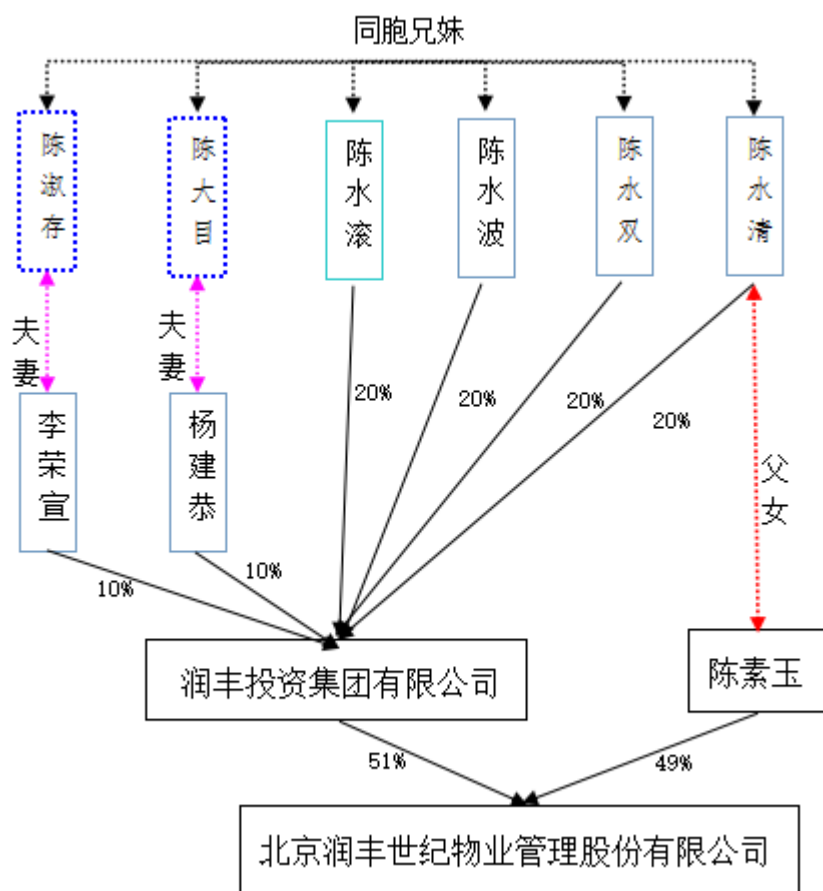 同胞兄妹
陈淑存
陈大目
陈水滚
陈水波
陈水双
陈水清
夫妻
夫妻
李荣宣
杨建恭
20%
20%
20%
20%
父女
10%
10%
润丰投资集团有限公司
陈素玉
51%
49%
北京润丰世纪物业管理股份有限公司